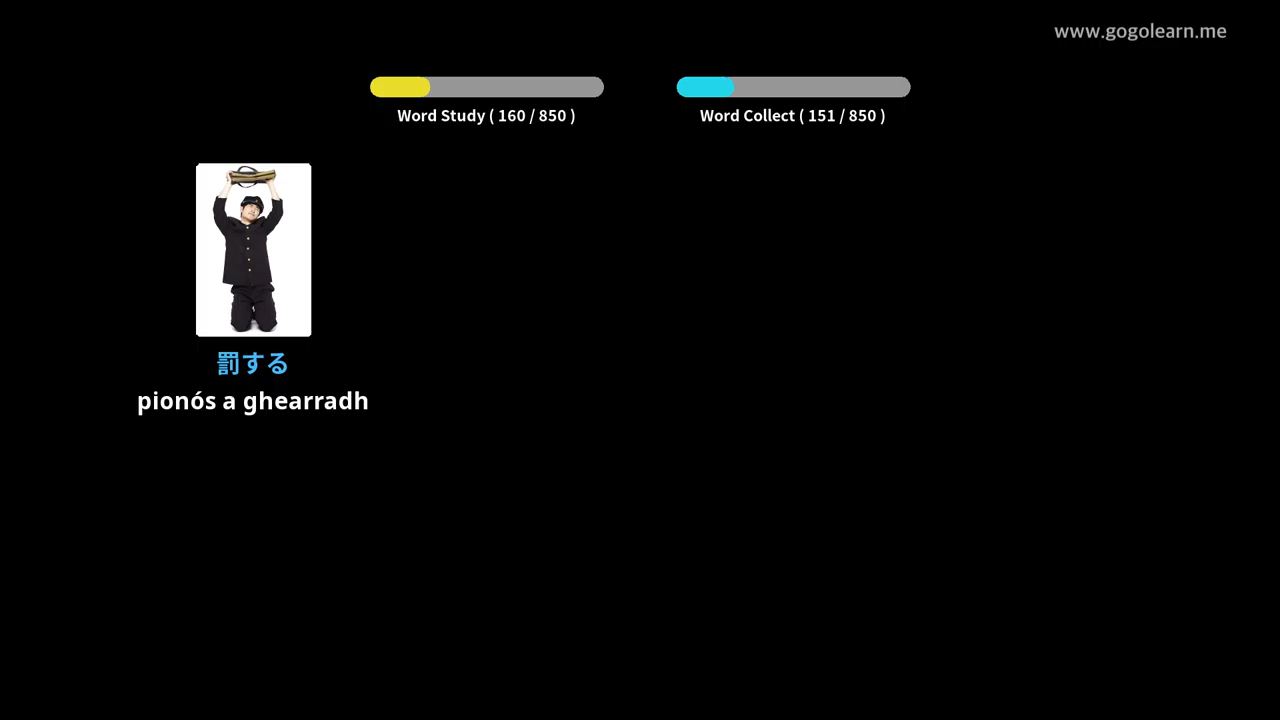 www.gogolearn.me
Word Study ( 160 / 850 )
Word Collect ( 151 / 850 )
罰する
pionós a ghearradh